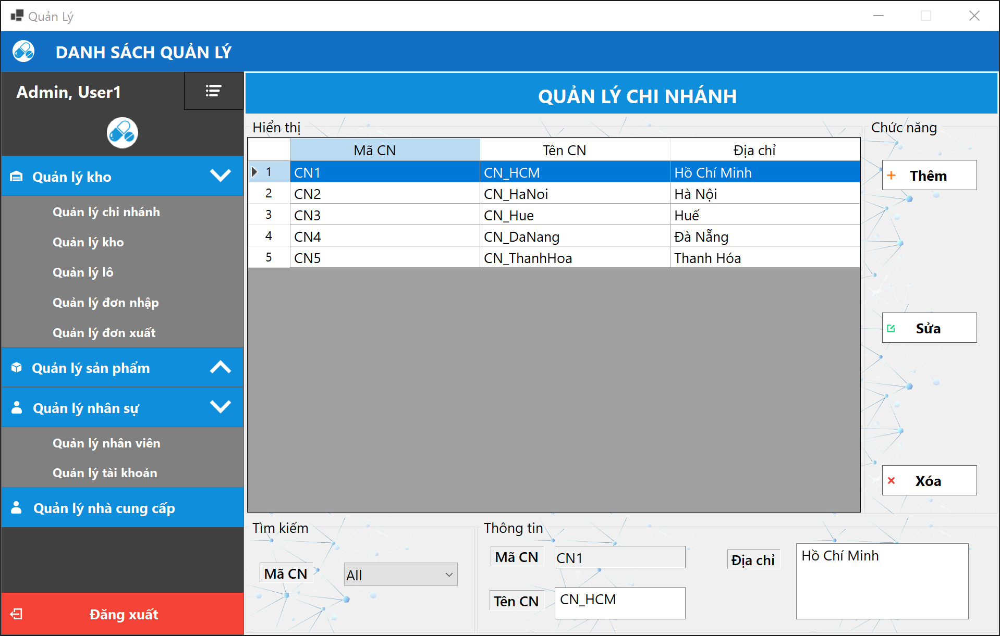 Quản Lý
DANH SÁCH QUẢN LÝ
Admin, User1
Quản lý kho
Quản lý chi nhánh
Quản lý kho
Quản lý lô
Quản lý đơn nhập
Quản lý đơn xuất
Quản lý sản phẩm
Quản lý nhân sự
Quản lý nhân viên
Quản lý tài khoản
Quản lý nhà cung cấp
Đăng xuất
QUẢN LÝ CHI NHÁNH
Hiển thị
Mã CN Tên CN Địa chỉ
1 CN1 CN_HCM Hồ Chí Minh
2 CN2 CN_HaNoi Hà Nội
3 CN3 CN_Hue Huế
4 CN4 CN_DaNang Đà Nẵng
5 CN5 CN_ThanhHoa Thanh Hóa
Chức năng
Thêm
Sửa
Xóa
Tìm kiếm
Mã CN All
Thông tin
Mã CN CN1
Tên CN CN_HCM
Địa chỉ Hồ Chí Minh